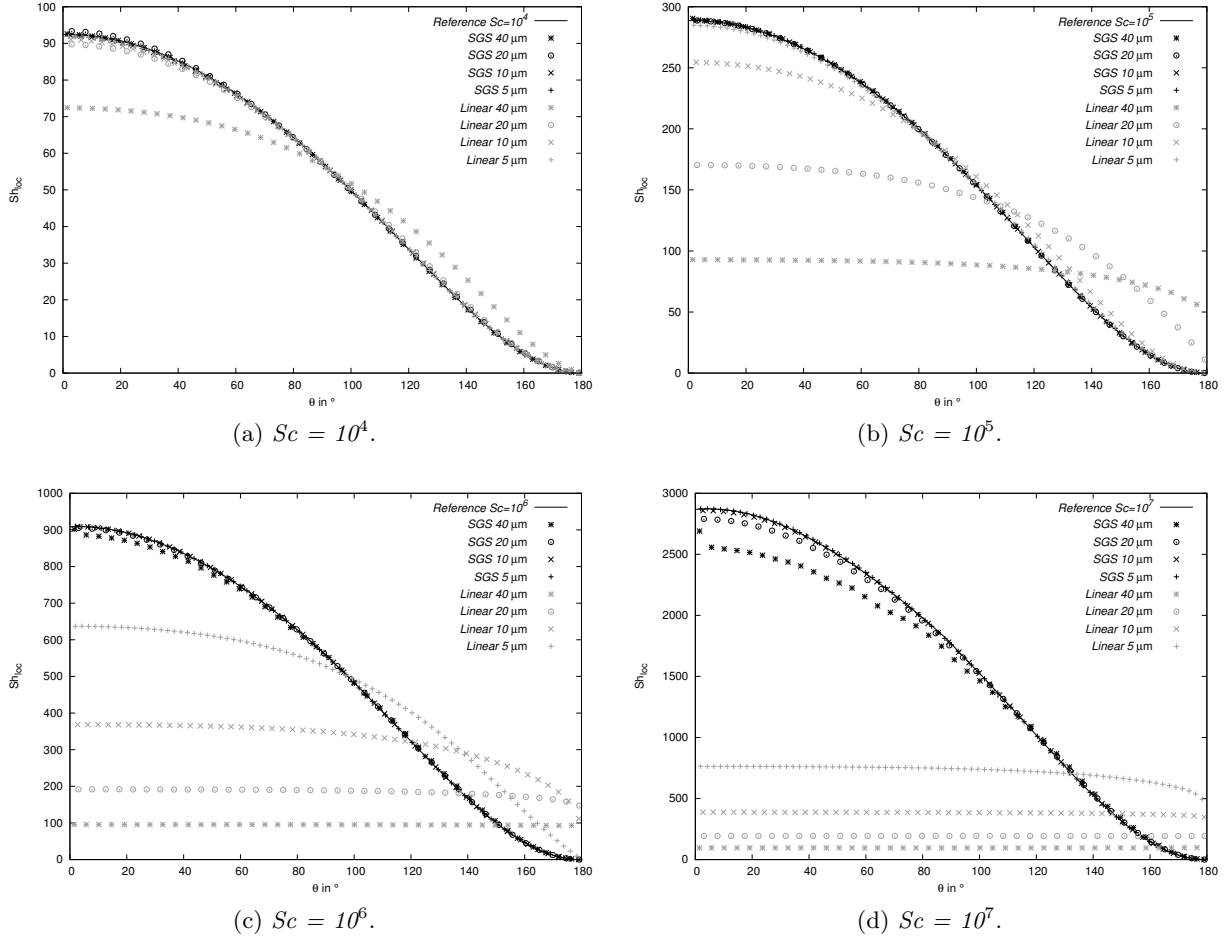 100
90
80
70
60
50
40
30
20
10
0
Sh_loc
0 20 40 60 80 100 120 140 160 180
θ in °
Reference Sc=10^4
SGS 40 µm
SGS 20 µm
SGS 10 µm
SGS 5 µm
Linear 40 µm
Linear 20 µm
Linear 10 µm
Linear 5 µm
(a) Sc = 10^4.
300
250
200
150
100
50
0
Sh_loc
0 20 40 60 80 100 120 140 160 180
θ in °
Reference Sc=10^5
SGS 40 µm
SGS 20 µm
SGS 10 µm
SGS 5 µm
Linear 40 µm
Linear 20 µm
Linear 10 µm
Linear 5 µm
(b) Sc = 10^5.
1000
900
800
700
600
500
400
300
200
100
0
Sh_loc
0 20 40 60 80 100 120 140 160 180
θ in °
Reference Sc=10^6
SGS 40 µm
SGS 20 µm
SGS 10 µm
SGS 5 µm
Linear 40 µm
Linear 20 µm
Linear 10 µm
Linear 5 µm
(c) Sc = 10^6.
3000
2500
2000
1500
1000
500
0
Sh_loc
0 20 40 60 80 100 120 140 160 180
θ in °
Reference Sc=10^7
SGS 40 µm
SGS 20 µm
SGS 10 µm
SGS 5 µm
Linear 40 µm
Linear 20 µm
Linear 10 µm
Linear 5 µm
(d) Sc = 10^7.